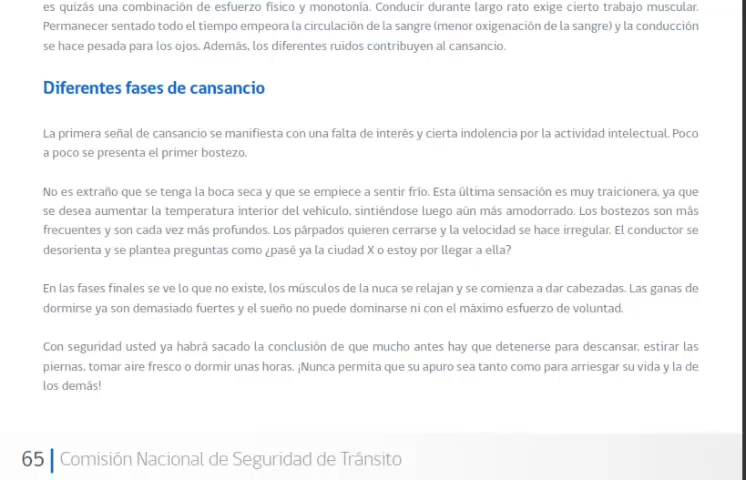 es quizás una combinación de esfuerzo físico y monotonía. Conducir durante largo rato exige cierto trabajo muscular.
Permanecer sentado todo el tiempo empeora la circulación de la sangre (menor oxigenación de la sangre) y la conducción
se hace pesada para los ojos. Además, los diferentes ruidos contribuyen al cansancio.
Diferentes fases de cansancio
La primera señal de cansancio se manifiesta con una falta de interés y cierta indolencia por la actividad intelectual. Poco
a poco se presenta el primer bostezo.
No es extraño que se tenga la boca seca y que se empiece a sentir frío. Esta última sensación es muy traicionera, ya que
se desea aumentar la temperatura interior del vehículo, sintiéndose luego aún más amodorrado. Los bostezos son más
frecuentes y son cada vez más profundos. Los párpados quieren cerrarse y la velocidad se hace irregular. El conductor se
desorienta y se plantea preguntas como ¿pasé ya la ciudad X o estoy por llegar a ella?
En las fases finales se ve lo que no existe, los músculos de la nuca se relajan y se comienza a dar cabezadas. Las ganas de
dormirse ya son demasiado fuertes y el sueño no puede dominarse ni con el máximo esfuerzo de voluntad.
Con seguridad usted ya habrá sacado la conclusión de que mucho antes hay que detenerse para descansar, estirar las
piernas, tomar aire fresco o dormir unas horas. ¡Nunca permita que su apuro sea tanto como para arriesgar su vida y la de
los demás!
65 | Comisión Nacional de Seguridad de Tránsito